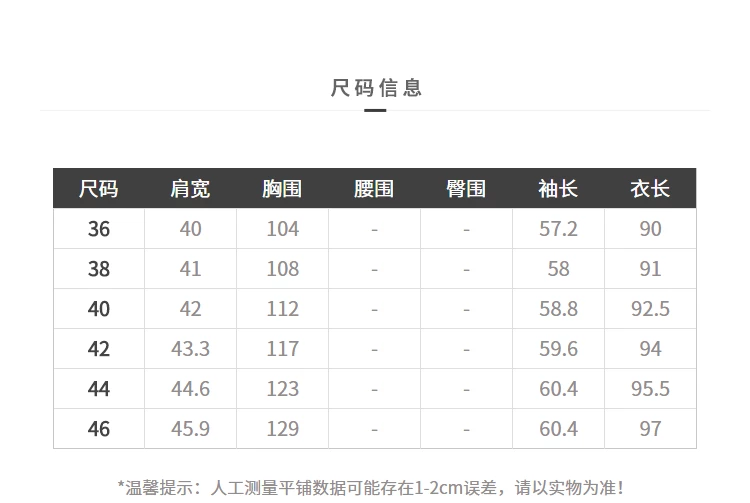 尺码信息
尺码 肩宽 胸围 腰围 臀围 袖长 衣长
36 40 104 - - 57.2 90
38 41 108 - - 58 91
40 42 112 - - 58.8 92.5
42 43.3 117 - - 59.6 94
44 44.6 123 - - 60.4 95.5
46 45.9 129 - - 60.4 97
*温馨提示：人工测量平铺数据可能存在1-2cm误差，请以实物为准！